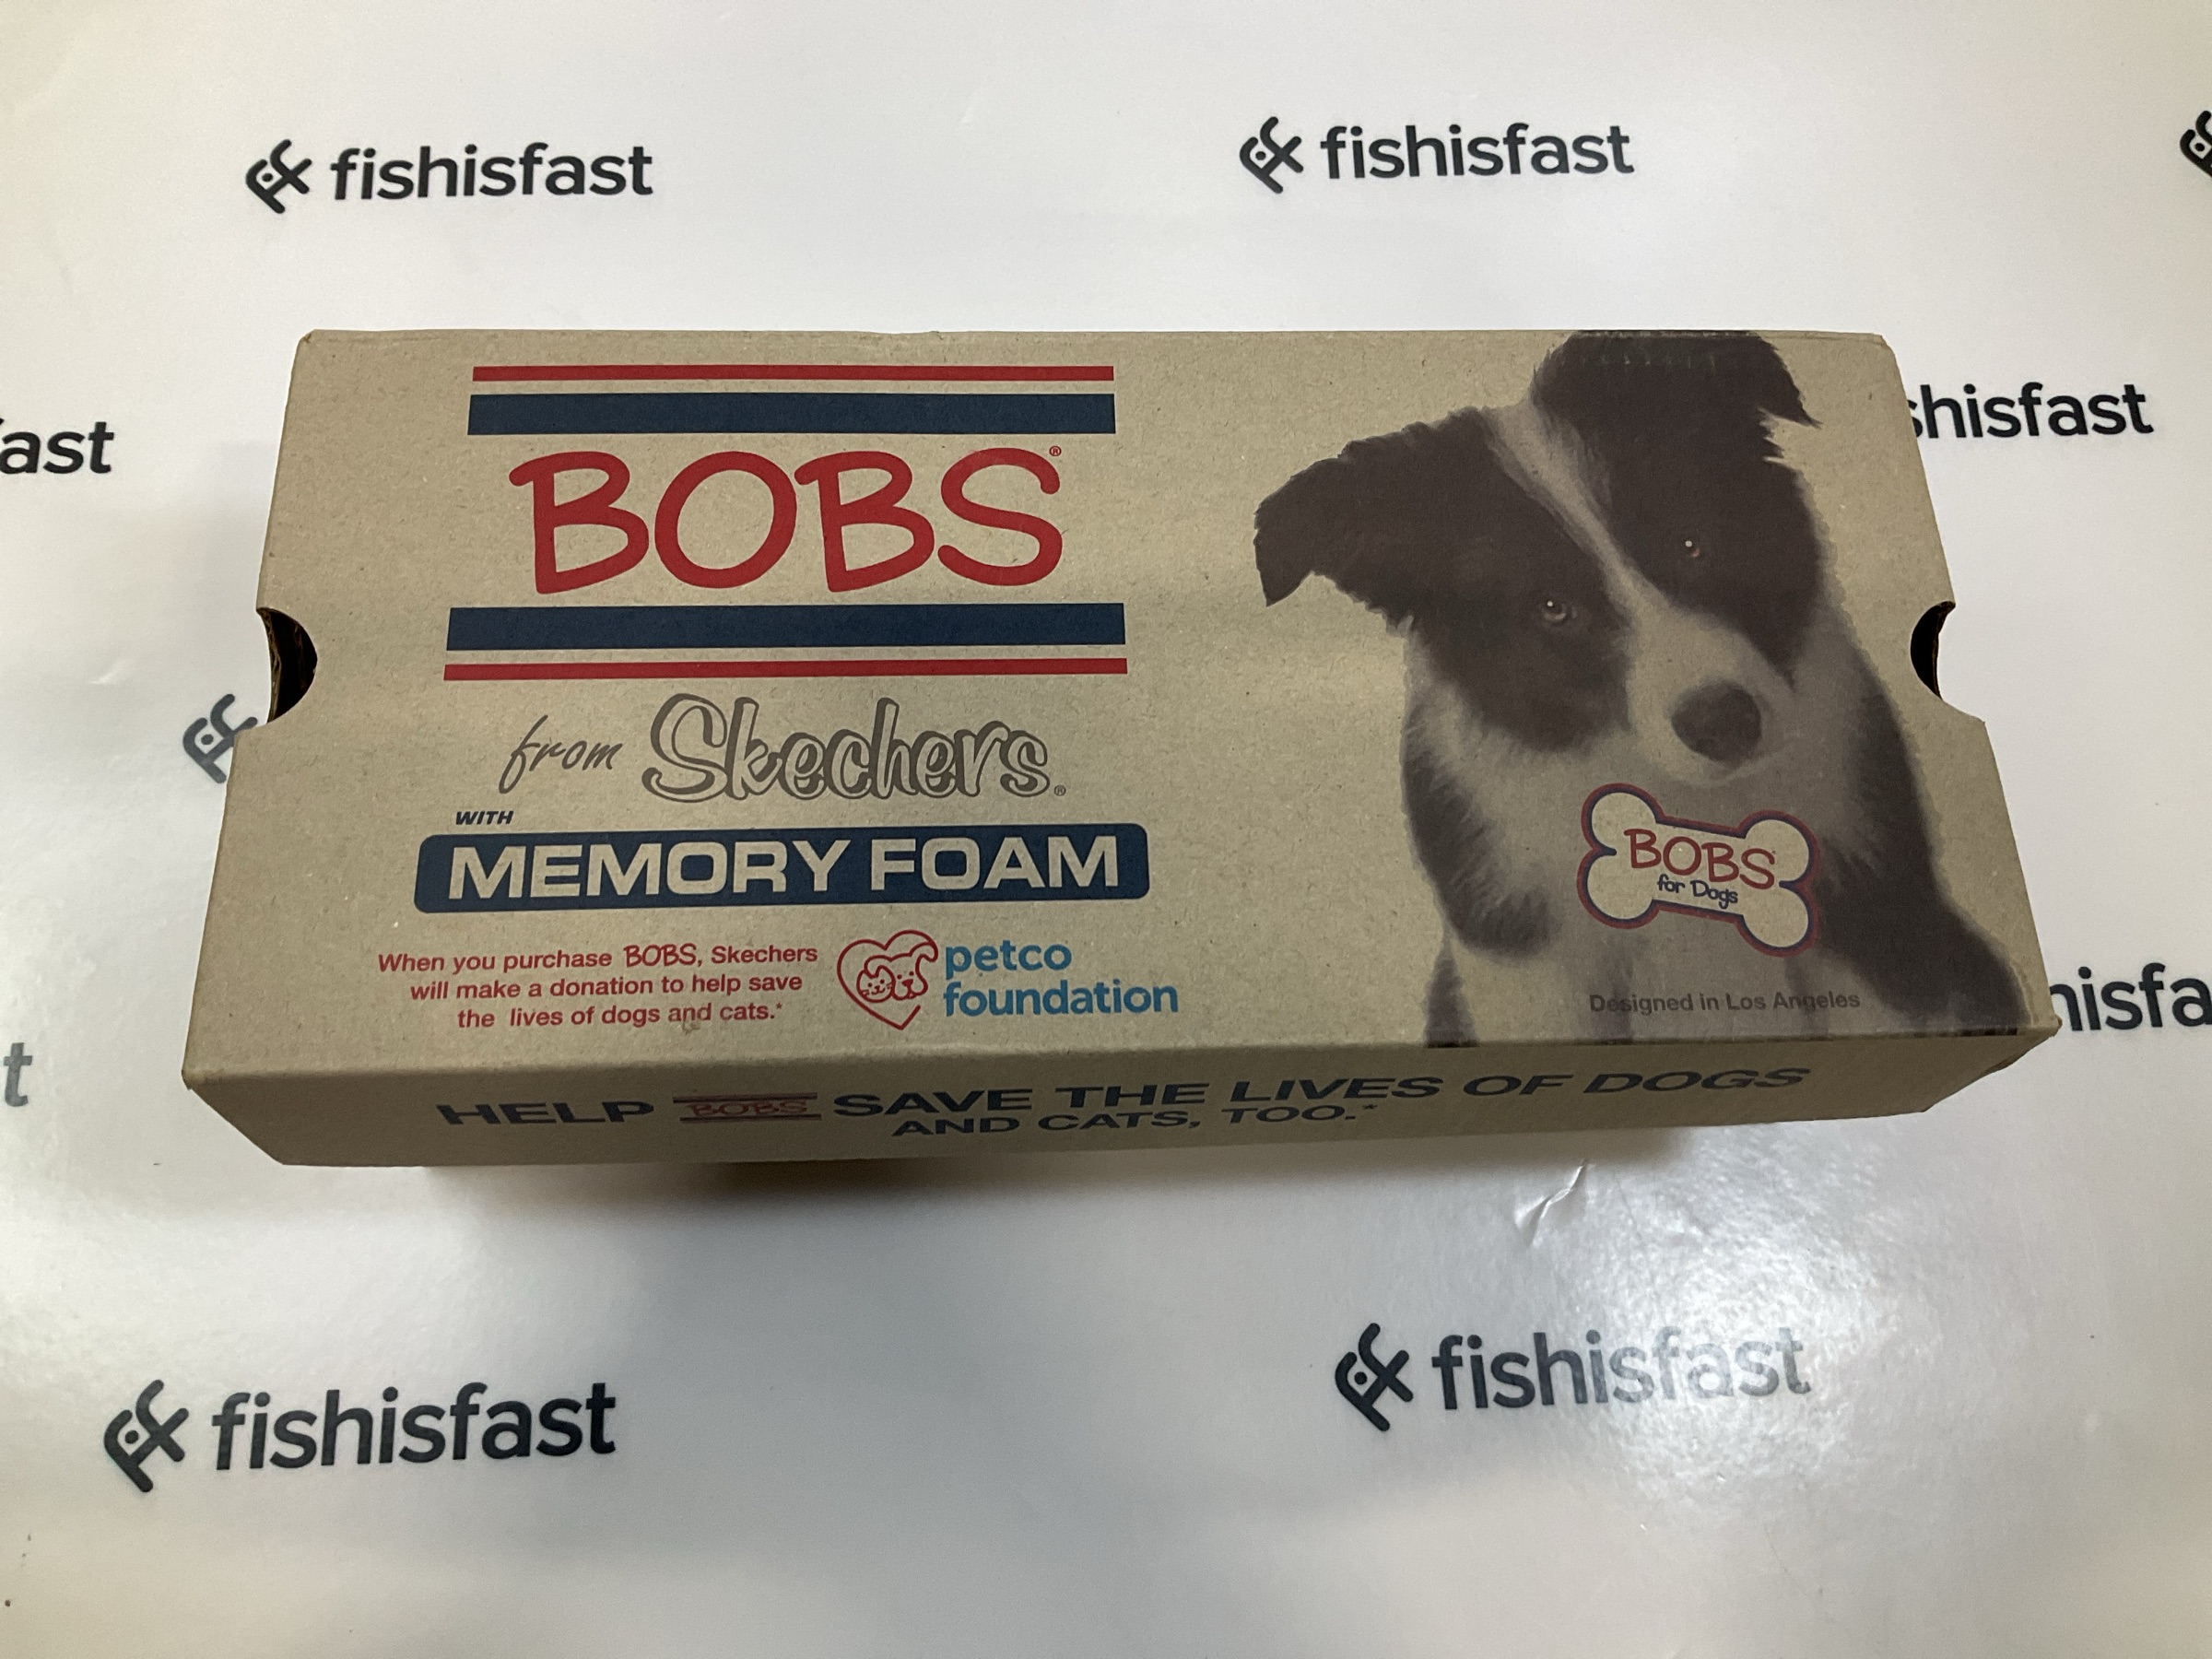 fishisfast
fishisfast
ast
shisfast
BOBS®
from Skechers®
WITH
MEMORY FOAM
When you purchase BOBS, Skechers
will make a donation to help save
the lives of dogs and cats.*
petco
foundation
BOBS
for Dogs
Designed in Los Angeles
HELP BOBS SAVE THE LIVES OF DOGS
AND CATS, TOO.*
hisfa
t
fishisfast
fishisfast